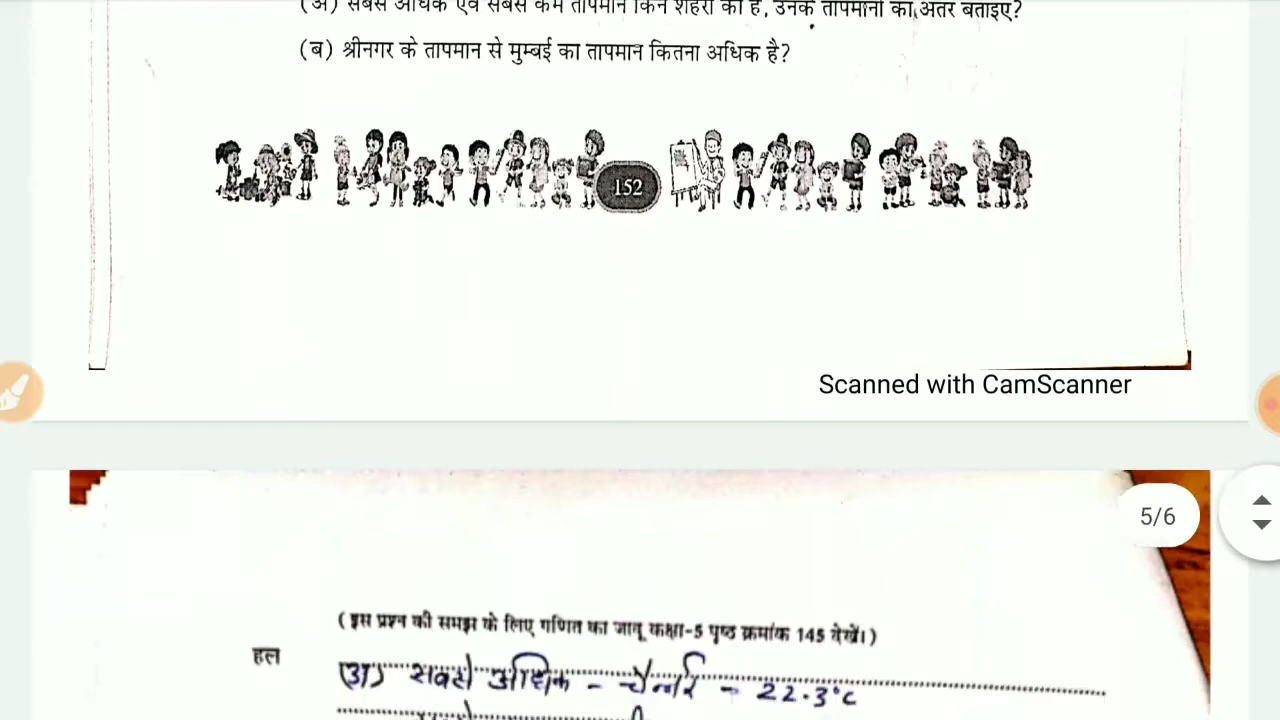 (अ) सबसे अधिक एवं सबसे कम तापमान किन शहरों का है, उनके तापमानों का अंतर बताइए?
(ब) श्रीनगर के तापमान से मुम्बई का तापमान कितना अधिक है?
152
Scanned with CamScanner
5/6
(इस प्रश्न की समझ के लिए गणित का जादू कक्षा-5 पृष्ठ क्रमांक 145 देखें।)
हल
(अ) सबसे अधिक - चैन्नई - 22.3°C